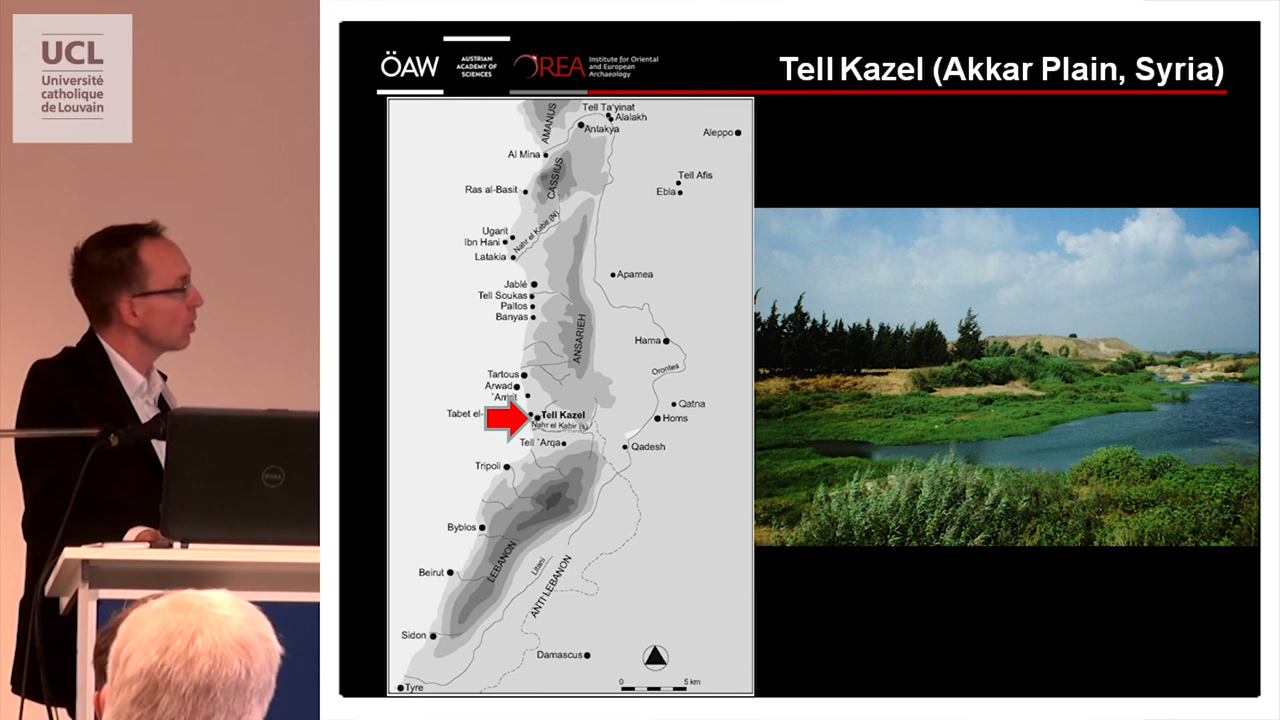 UCL
Université
catholique
de Louvain
ÖAW
AUSTRIAN
ACADEMY OF
SCIENCES
OREA
Institute for Oriental
and European
Archaeology
Tell Kazel (Akkar Plain, Syria)
AMANUS
Tell Ta'yinat
Alalakh
Antakya
Aleppo
Al Mina
CASSIUS
Tell Afis
Ras al-Basit
Ebla
Nahr el Kabir (N)
Ugarit
Ibn Hani
Latakia
Apamea
Jablé
Tell Soukas
Paltos
Banyas
ANSARIEH
Hama
Orontes
Tartous
Arwad
`Amrit
Qatna
Tabet el-
Tell Kazel
Homs
Nahr el Kabir (s)
Tell `Arqa
Qadesh
Tripoli
Byblos
LEBANON
Litani
ANTI LEBANON
Beirut
Sidon
Damascus
Tyre
0 5 km
DELL